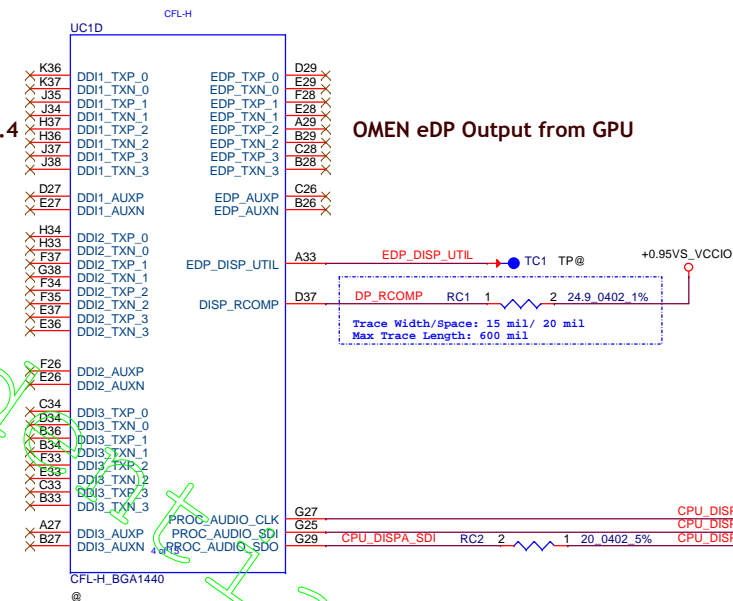 CFL-H
UC1D
K36 DDI1_TXP_0 EDP_TXP_0 D29
K37 DDI1_TXN_0 EDP_TXN_0 E29
J35 DDI1_TXP_1 EDP_TXP_1 F28
J34 DDI1_TXN_1 EDP_TXN_1 E28
.4 H37 DDI1_TXP_2 EDP_TXP_2 A29 OMEN eDP Output from GPU
H36 DDI1_TXN_2 EDP_TXN_2 B29
J37 DDI1_TXP_3 EDP_TXP_3 C28
J38 DDI1_TXN_3 EDP_TXN_3 B28
D27 DDI1_AUXP EDP_AUXP C26
E27 DDI1_AUXN EDP_AUXN B26
H34 DDI2_TXP_0
H33 DDI2_TXN_0
F37 DDI2_TXP_1 EDP_DISP_UTIL A33 EDP_DISP_UTIL TC1 TP@ +0.95VS_VCCIO
G38 DDI2_TXN_1
F34 DDI2_TXP_2
F35 DDI2_TXN_2 DISP_RCOMP D37 DP_RCOMP RC1 1 2 24.9_0402_1%
E37 DDI2_TXP_3
E36 DDI2_TXN_3
Trace Width/Space: 15 mil/ 20 mil
Max Trace Length: 600 mil
F26 DDI2_AUXP
E26 DDI2_AUXN
C34 DDI3_TXP_0
D34 DDI3_TXN_0
B36 DDI3_TXP_1
B34 DDI3_TXN_1
F33 DDI3_TXP_2
E33 DDI3_TXN_2
C33 DDI3_TXP_3
B33 DDI3_TXN_3
PROC_AUDIO_CLK G27 CPU_DISP
A27 DDI3_AUXP PROC_AUDIO_SDI G25 CPU_DISP
B27 DDI3_AUXN PROC_AUDIO_SDO G29 CPU_DISPA_SDI RC2 2 1 20_0402_5% CPU_DISP
CFL-H_BGA1440
@